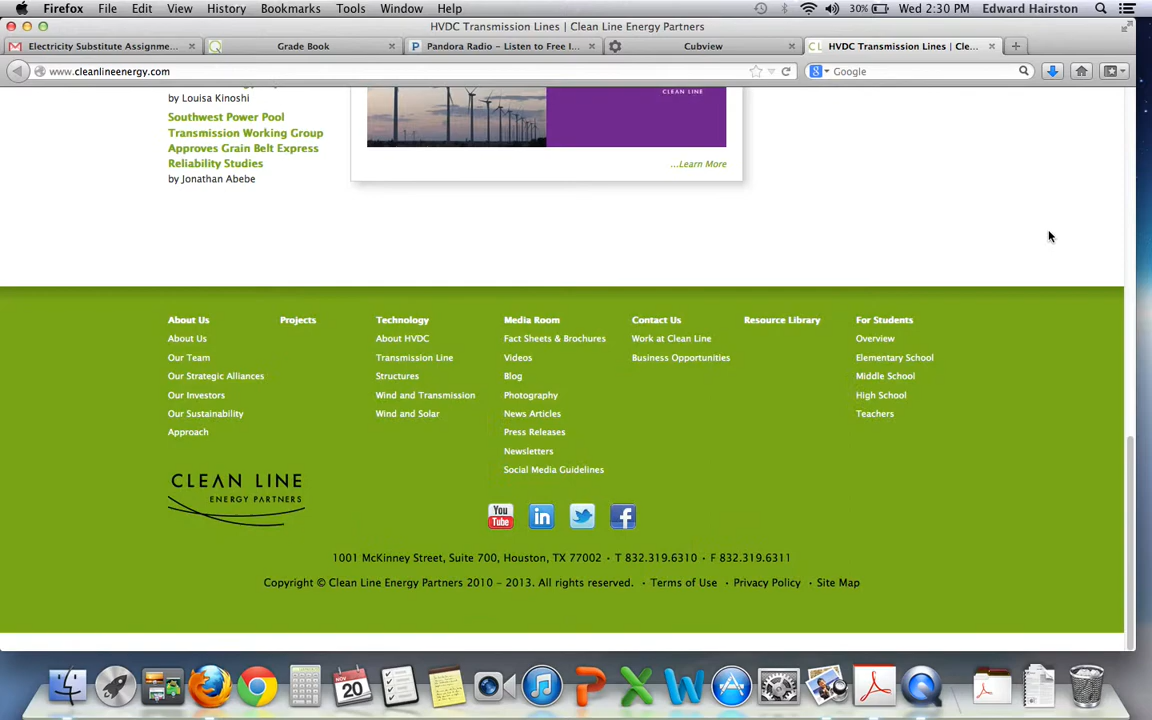 Firefox File Edit View History Bookmarks Tools Window Help 30% Wed 2:30 PM Edward Hairston
HVDC Transmission Lines | Clean Line Energy Partners
Electricity Substitute Assignme... Grade Book Pandora Radio – Listen to Free I... Cubview HVDC Transmission Lines | Cle...
www.cleanlineenergy.com Google
by Louisa Kinoshi
CLEAN LINE
Southwest Power Pool
Transmission Working Group
Approves Grain Belt Express
Reliability Studies
...Learn More
by Jonathan Abebe
About Us Projects Technology Media Room Contact Us Resource Library For Students
About Us About HVDC Fact Sheets & Brochures Work at Clean Line Overview
Our Team Transmission Line Videos Business Opportunities Elementary School
Our Strategic Alliances Structures Blog Middle School
Our Investors Wind and Transmission Photography High School
Our Sustainability Wind and Solar News Articles Teachers
Approach Press Releases
Newsletters
Social Media Guidelines
CLEAN LINE
ENERGY PARTNERS
You Tube in f
1001 McKinney Street, Suite 700, Houston, TX 77002 · T 832.319.6310 · F 832.319.6311
Copyright © Clean Line Energy Partners 2010 – 2013. All rights reserved. · Terms of Use · Privacy Policy · Site Map
NOV
20